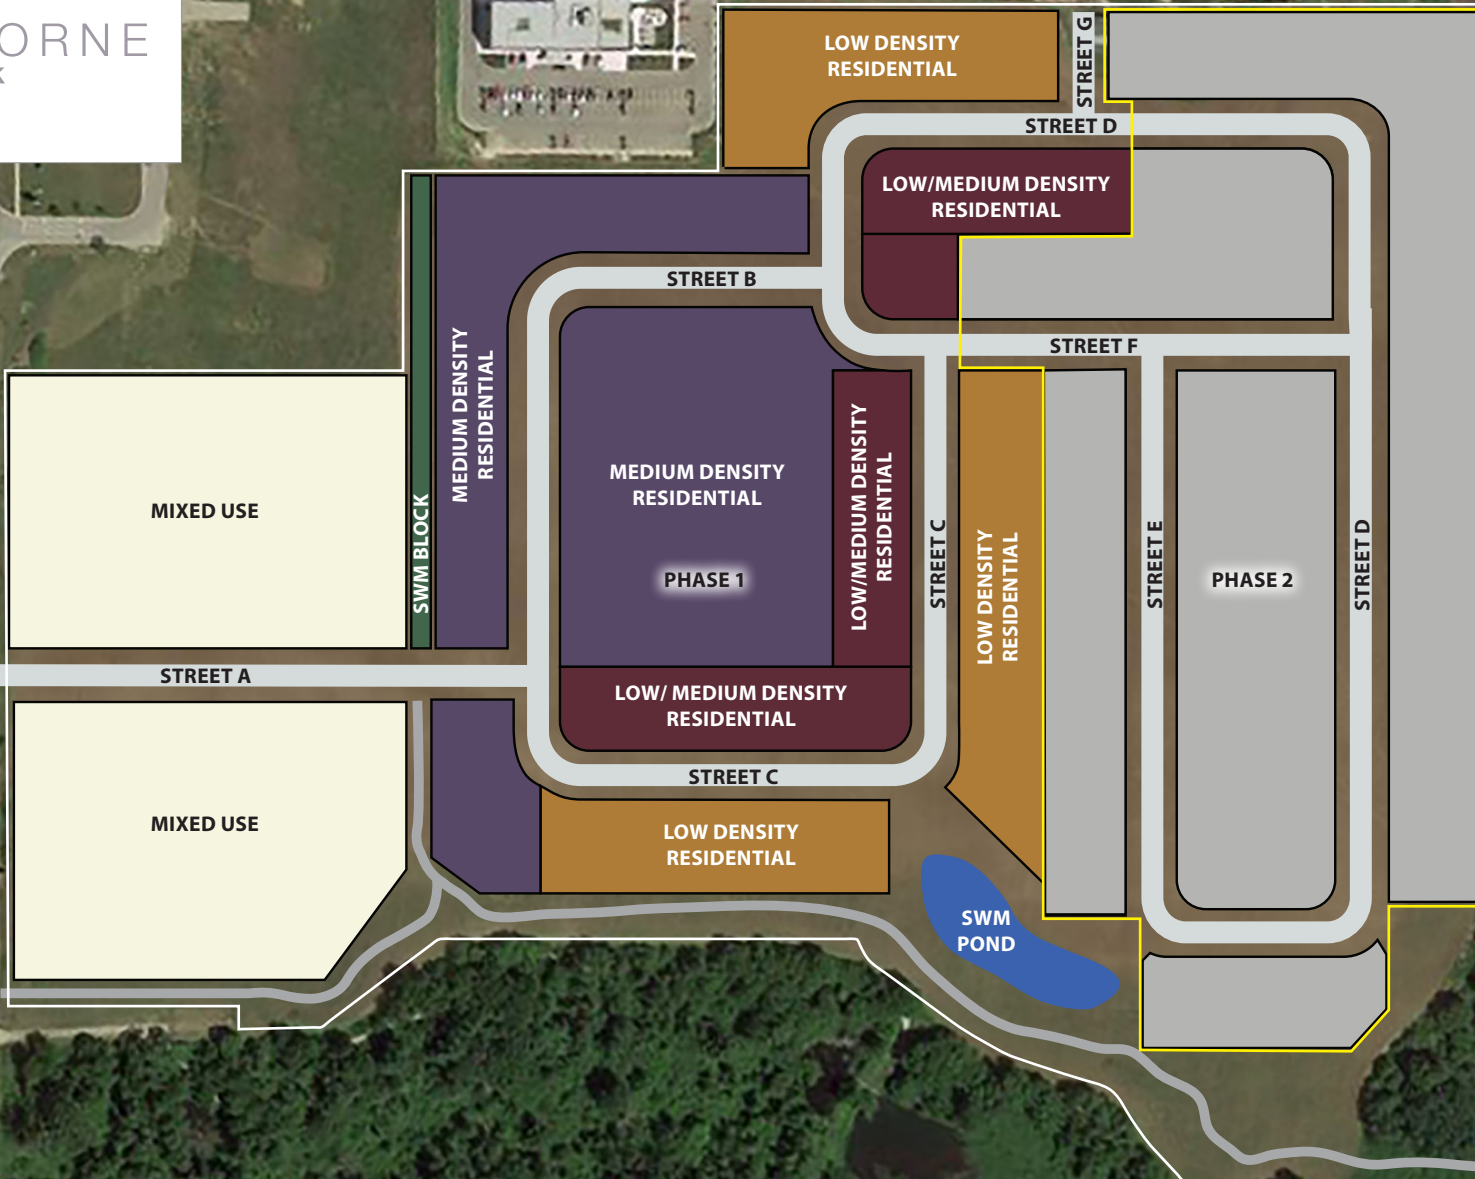 ORNE
LOW DENSITY
RESIDENTIAL
STREET G
STREET D
LOW/MEDIUM DENSITY
RESIDENTIAL
STREET B
STREET F
MEDIUM DENSITY
RESIDENTIAL
SWM BLOCK
MIXED USE
MEDIUM DENSITY
RESIDENTIAL
PHASE 1
LOW/MEDIUM DENSITY
RESIDENTIAL
STREET C
LOW DENSITY
RESIDENTIAL
STREET E
PHASE 2
STREET D
STREET A
LOW/ MEDIUM DENSITY
RESIDENTIAL
STREET C
MIXED USE
LOW DENSITY
RESIDENTIAL
SWM
POND